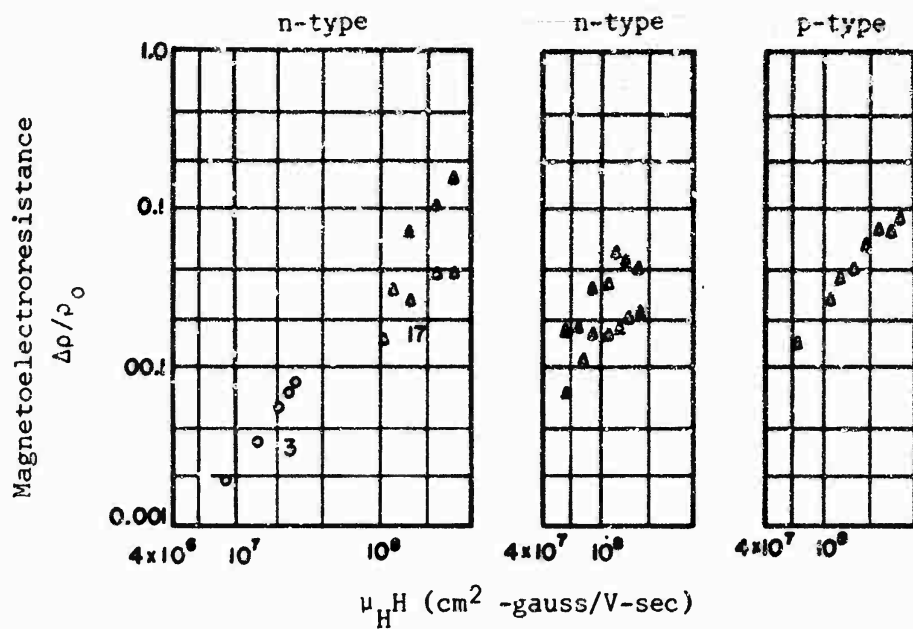 n-type
n-type
p-type
Magnetoelectroresistance
Δρ/ρ₀
1.0
0.1
00.1
0.001
17
3
4x10⁶ 10⁷ 10⁸
4x10⁷ 10⁸
4x10⁷ 10⁸
μ_H H (cm² -gauss/V-sec)